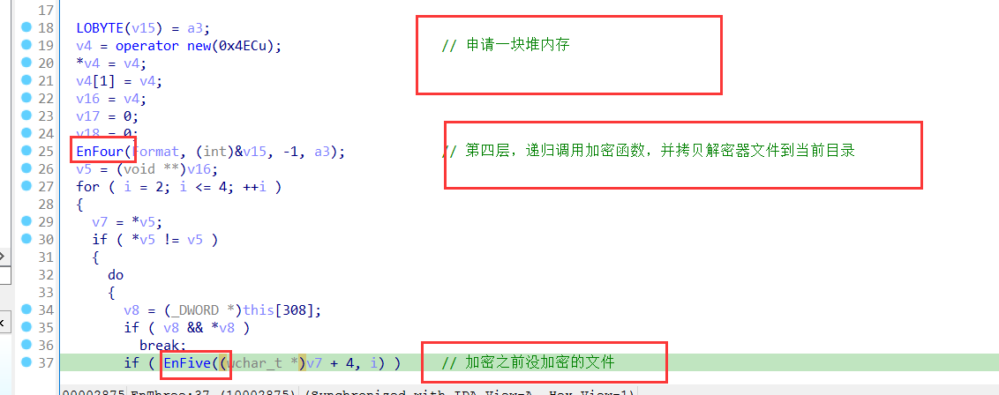 17
18 LOBYTE(v15) = a3;
19 v4 = operator new(0x4ECu); // 申请一块堆内存
20 *v4 = v4;
21 v4[1] = v4;
22 v16 = v4;
23 v17 = 0;
24 v18 = 0;
25 EnFour(Format, (int)&v15, -1, a3); // 第四层，递归调用加密函数，并拷贝解密器文件到当前目录
26 v5 = (void **)v16;
27 for ( i = 2; i <= 4; ++i )
28 {
29 v7 = *v5;
30 if ( *v5 != v5 )
31 {
32 do
33 {
34 v8 = (_DWORD *)this[308];
35 if ( v8 && *v8 )
36 break;
37 if ( EnFive((wchar_t *)v7 + 4, i) ) // 加密之前没加密的文件
00002875 EnThree:37 (10002875) (Synchronized with IDA View-A, Hex View-1)